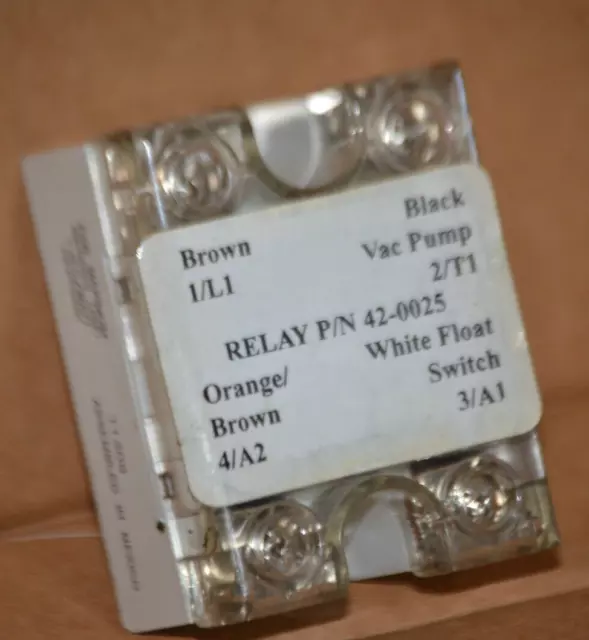 Brown
1/L1
Black
Vac Pump
2/T1
RELAY P/N 42-0025
Orange/
Brown
4/A2
White Float
Switch
3/A1